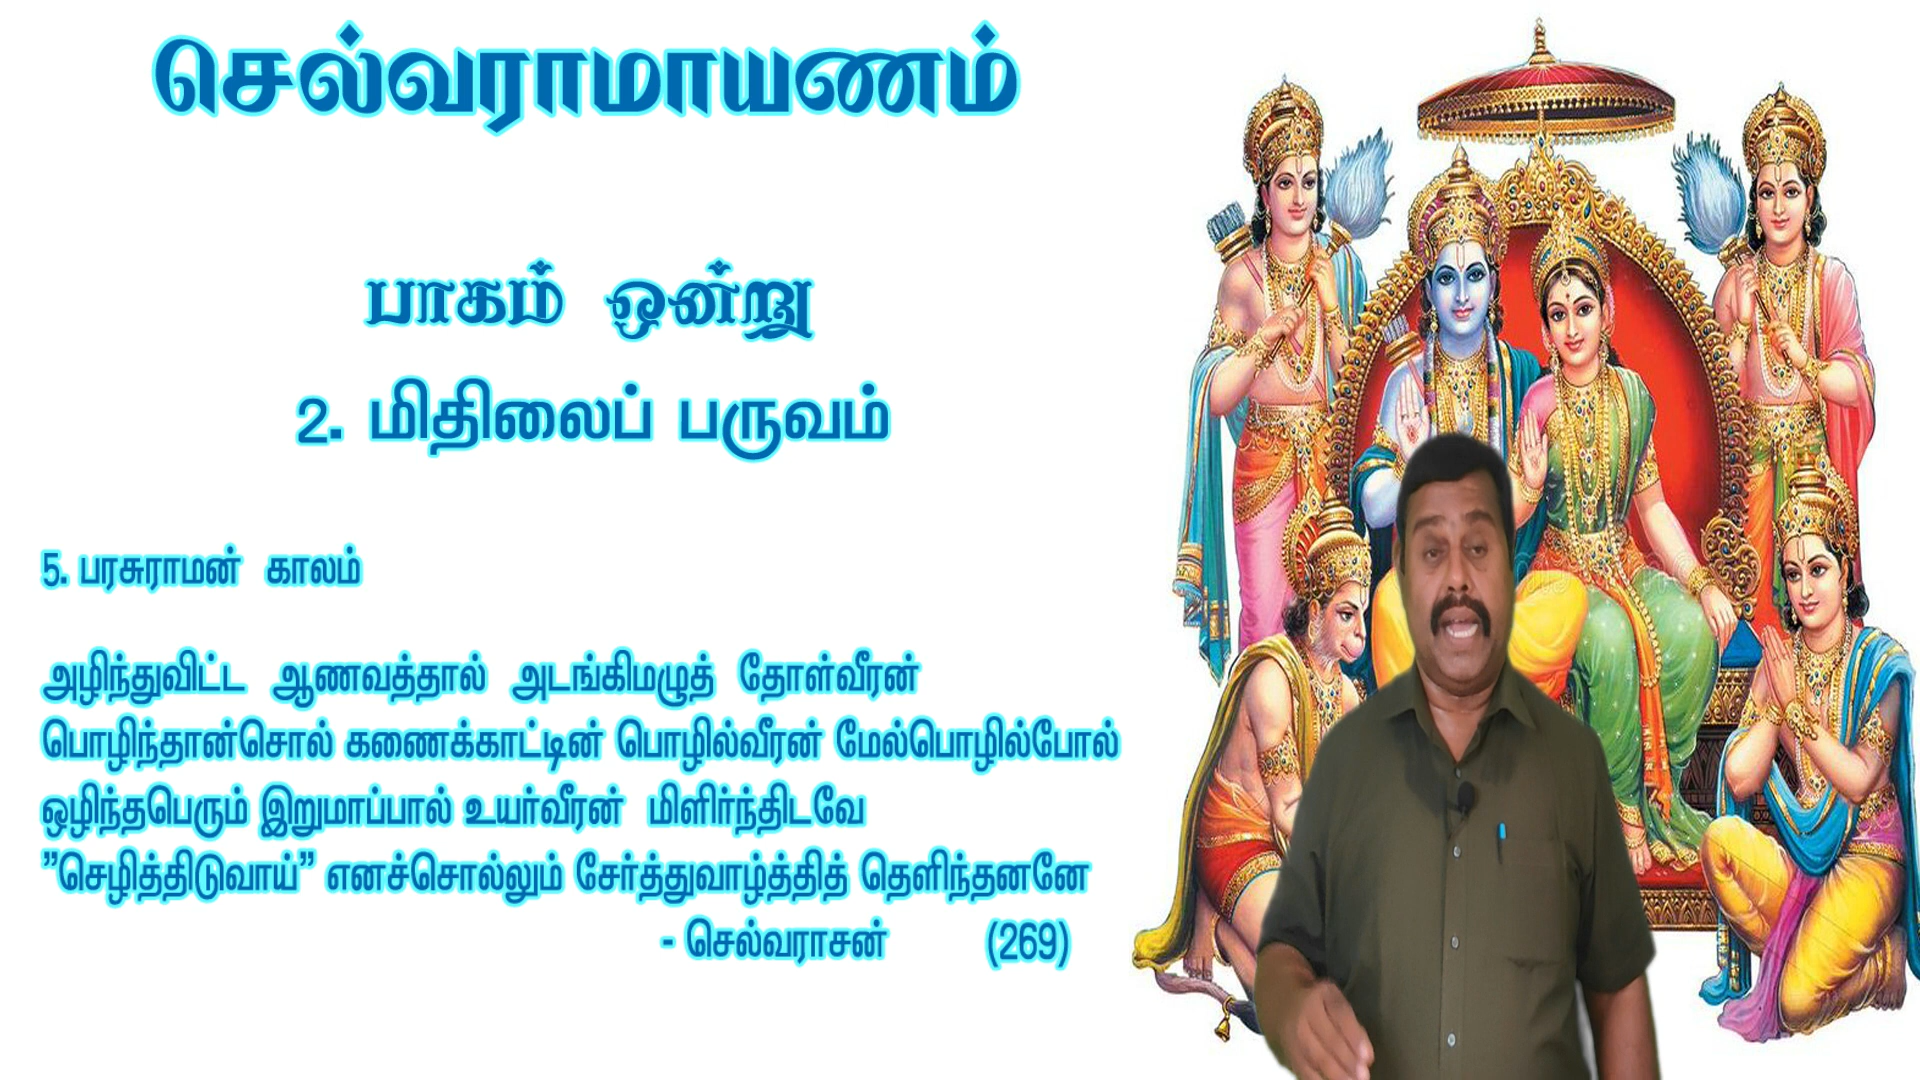 செல்வராமாயணம்
பாகம் ஒன்று
2. மிதிலைப் பருவம்
5. பரசுராமன் காலம்
அழிந்துவிட்ட ஆணவத்தால் அடங்கிமழுத் தோள்வீரன்
பொழிந்தான்சொல் கணைக்காட்டின் பொழில்வீரன் மேல்பொழில்போல்
ஒழிந்தபெரும் இறுமாப்பால் உயர்வீரன் மிளிர்ந்திடவே
"செழித்திடுவாய்" எனச்சொல்லும் சேர்த்துவாழ்த்தித் தெளிந்தனனே
- செல்வராசன் (269)